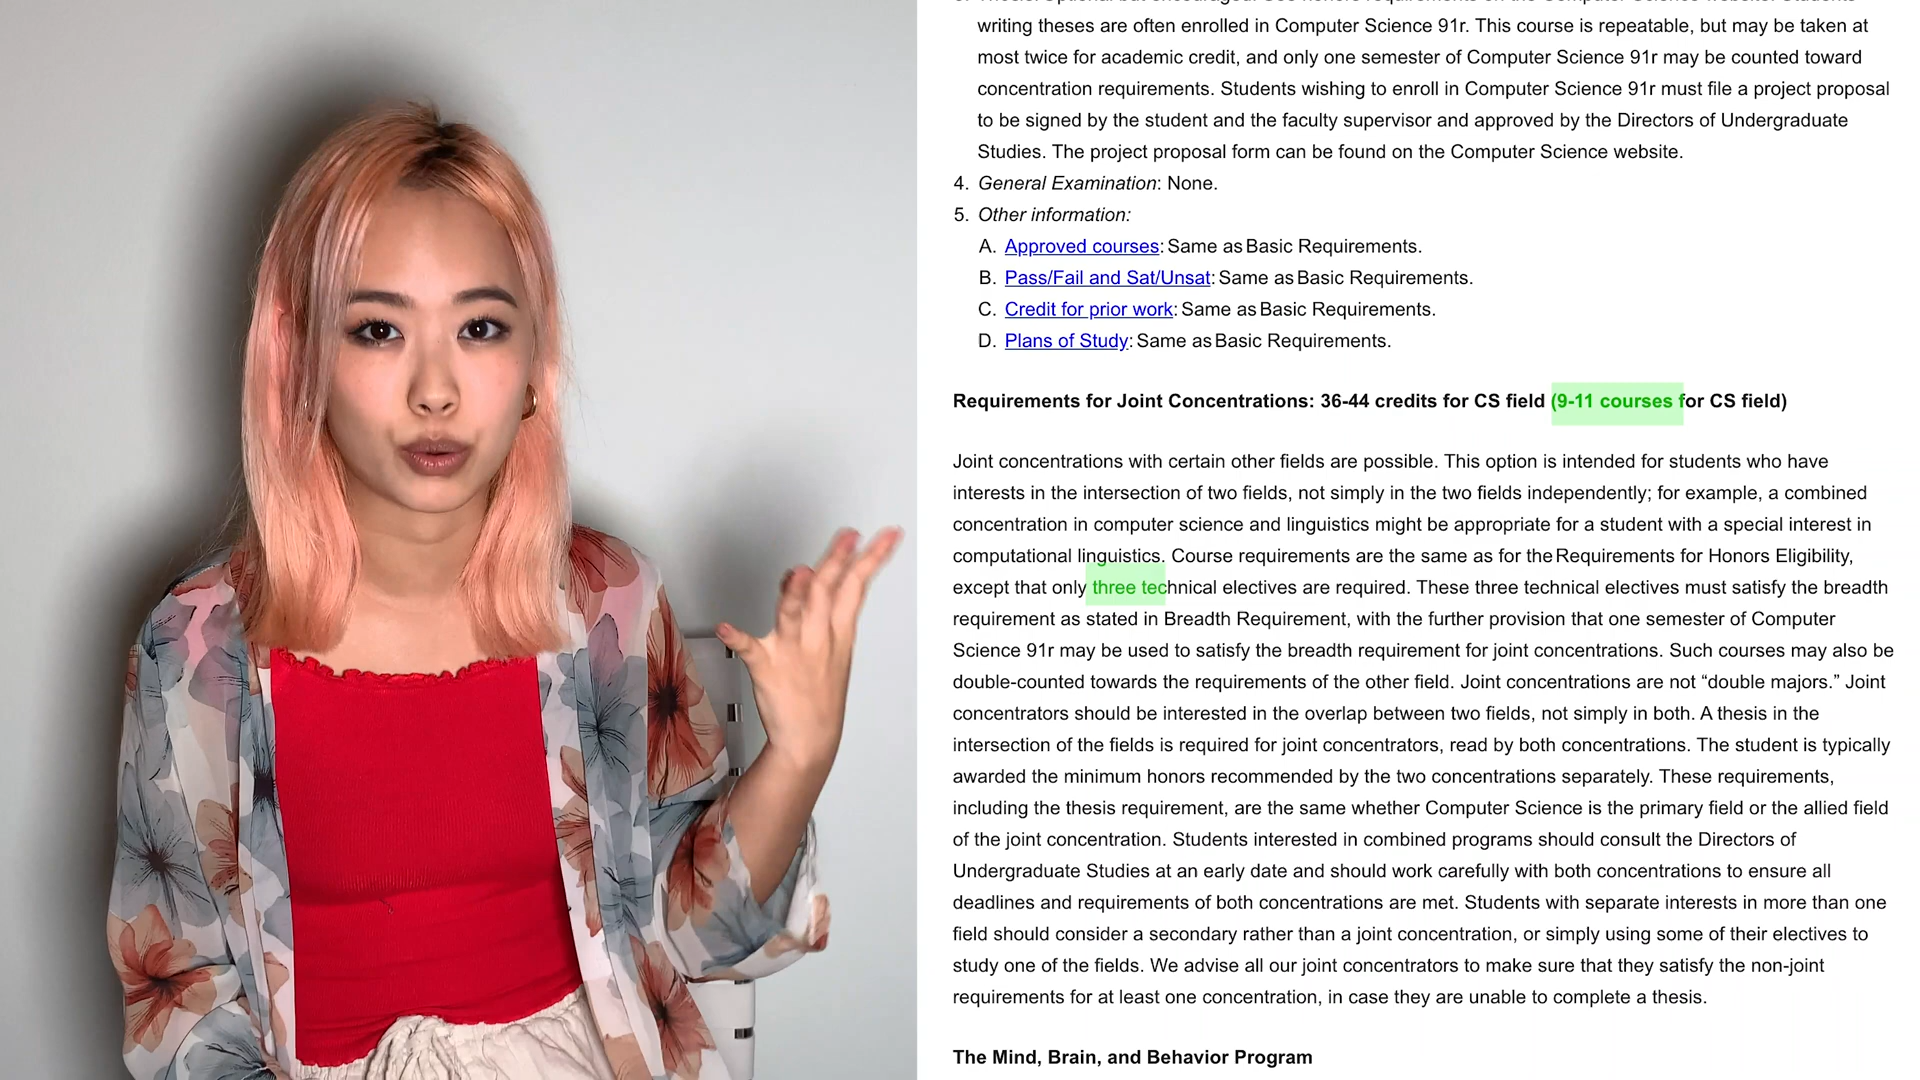 writing theses are often enrolled in Computer Science 91r. This course is repeatable, but may be taken at
most twice for academic credit, and only one semester of Computer Science 91r may be counted toward
concentration requirements. Students wishing to enroll in Computer Science 91r must file a project proposal
to be signed by the student and the faculty supervisor and approved by the Directors of Undergraduate
Studies. The project proposal form can be found on the Computer Science website.
4. General Examination: None.
5. Other information:
A. Approved courses: Same as Basic Requirements.
B. Pass/Fail and Sat/Unsat: Same as Basic Requirements.
C. Credit for prior work: Same as Basic Requirements.
D. Plans of Study: Same as Basic Requirements.
Requirements for Joint Concentrations: 36-44 credits for CS field (9-11 courses for CS field)
Joint concentrations with certain other fields are possible. This option is intended for students who have
interests in the intersection of two fields, not simply in the two fields independently; for example, a combined
concentration in computer science and linguistics might be appropriate for a student with a special interest in
computational linguistics. Course requirements are the same as for the Requirements for Honors Eligibility,
except that only three technical electives are required. These three technical electives must satisfy the breadth
requirement as stated in Breadth Requirement, with the further provision that one semester of Computer
Science 91r may be used to satisfy the breadth requirement for joint concentrations. Such courses may also be
double-counted towards the requirements of the other field. Joint concentrations are not “double majors.” Joint
concentrators should be interested in the overlap between two fields, not simply in both. A thesis in the
intersection of the fields is required for joint concentrators, read by both concentrations. The student is typically
awarded the minimum honors recommended by the two concentrations separately. These requirements,
including the thesis requirement, are the same whether Computer Science is the primary field or the allied field
of the joint concentration. Students interested in combined programs should consult the Directors of
Undergraduate Studies at an early date and should work carefully with both concentrations to ensure all
deadlines and requirements of both concentrations are met. Students with separate interests in more than one
field should consider a secondary rather than a joint concentration, or simply using some of their electives to
study one of the fields. We advise all our joint concentrators to make sure that they satisfy the non-joint
requirements for at least one concentration, in case they are unable to complete a thesis.
The Mind, Brain, and Behavior Program